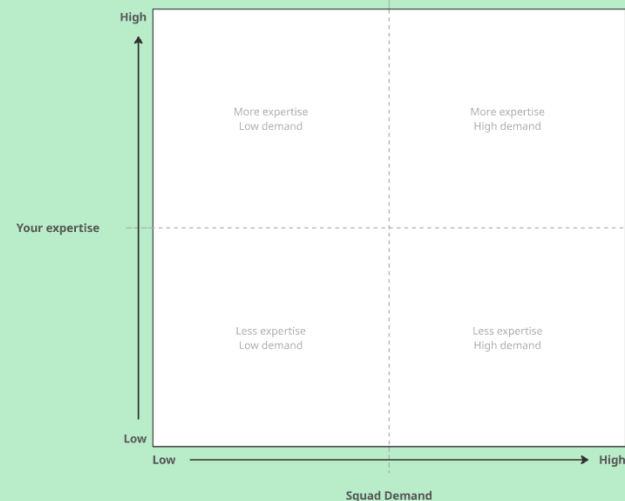 High
More expertise
Low demand
More expertise
High demand
Your expertise
Less expertise
Low demand
Less expertise
High demand
Low
Low
High
Squad Demand